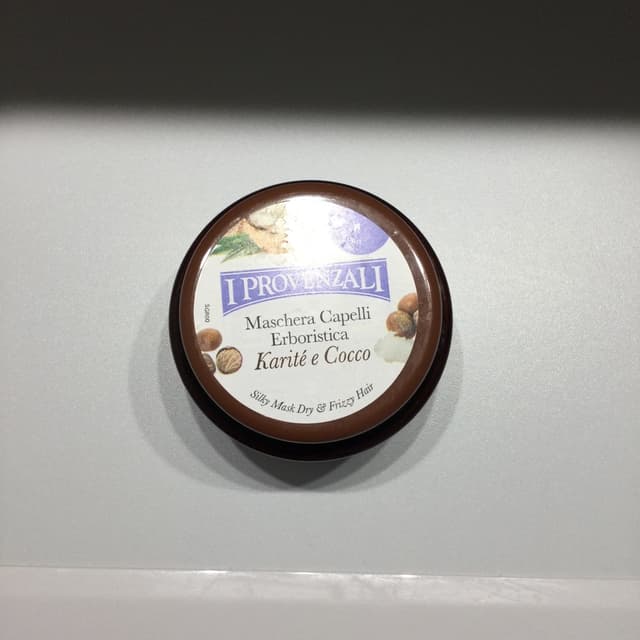 I PROVENZALI
Maschera Capelli
Erboristica
Karité e Cocco
Silky Mask Dry & Frizzy Hair